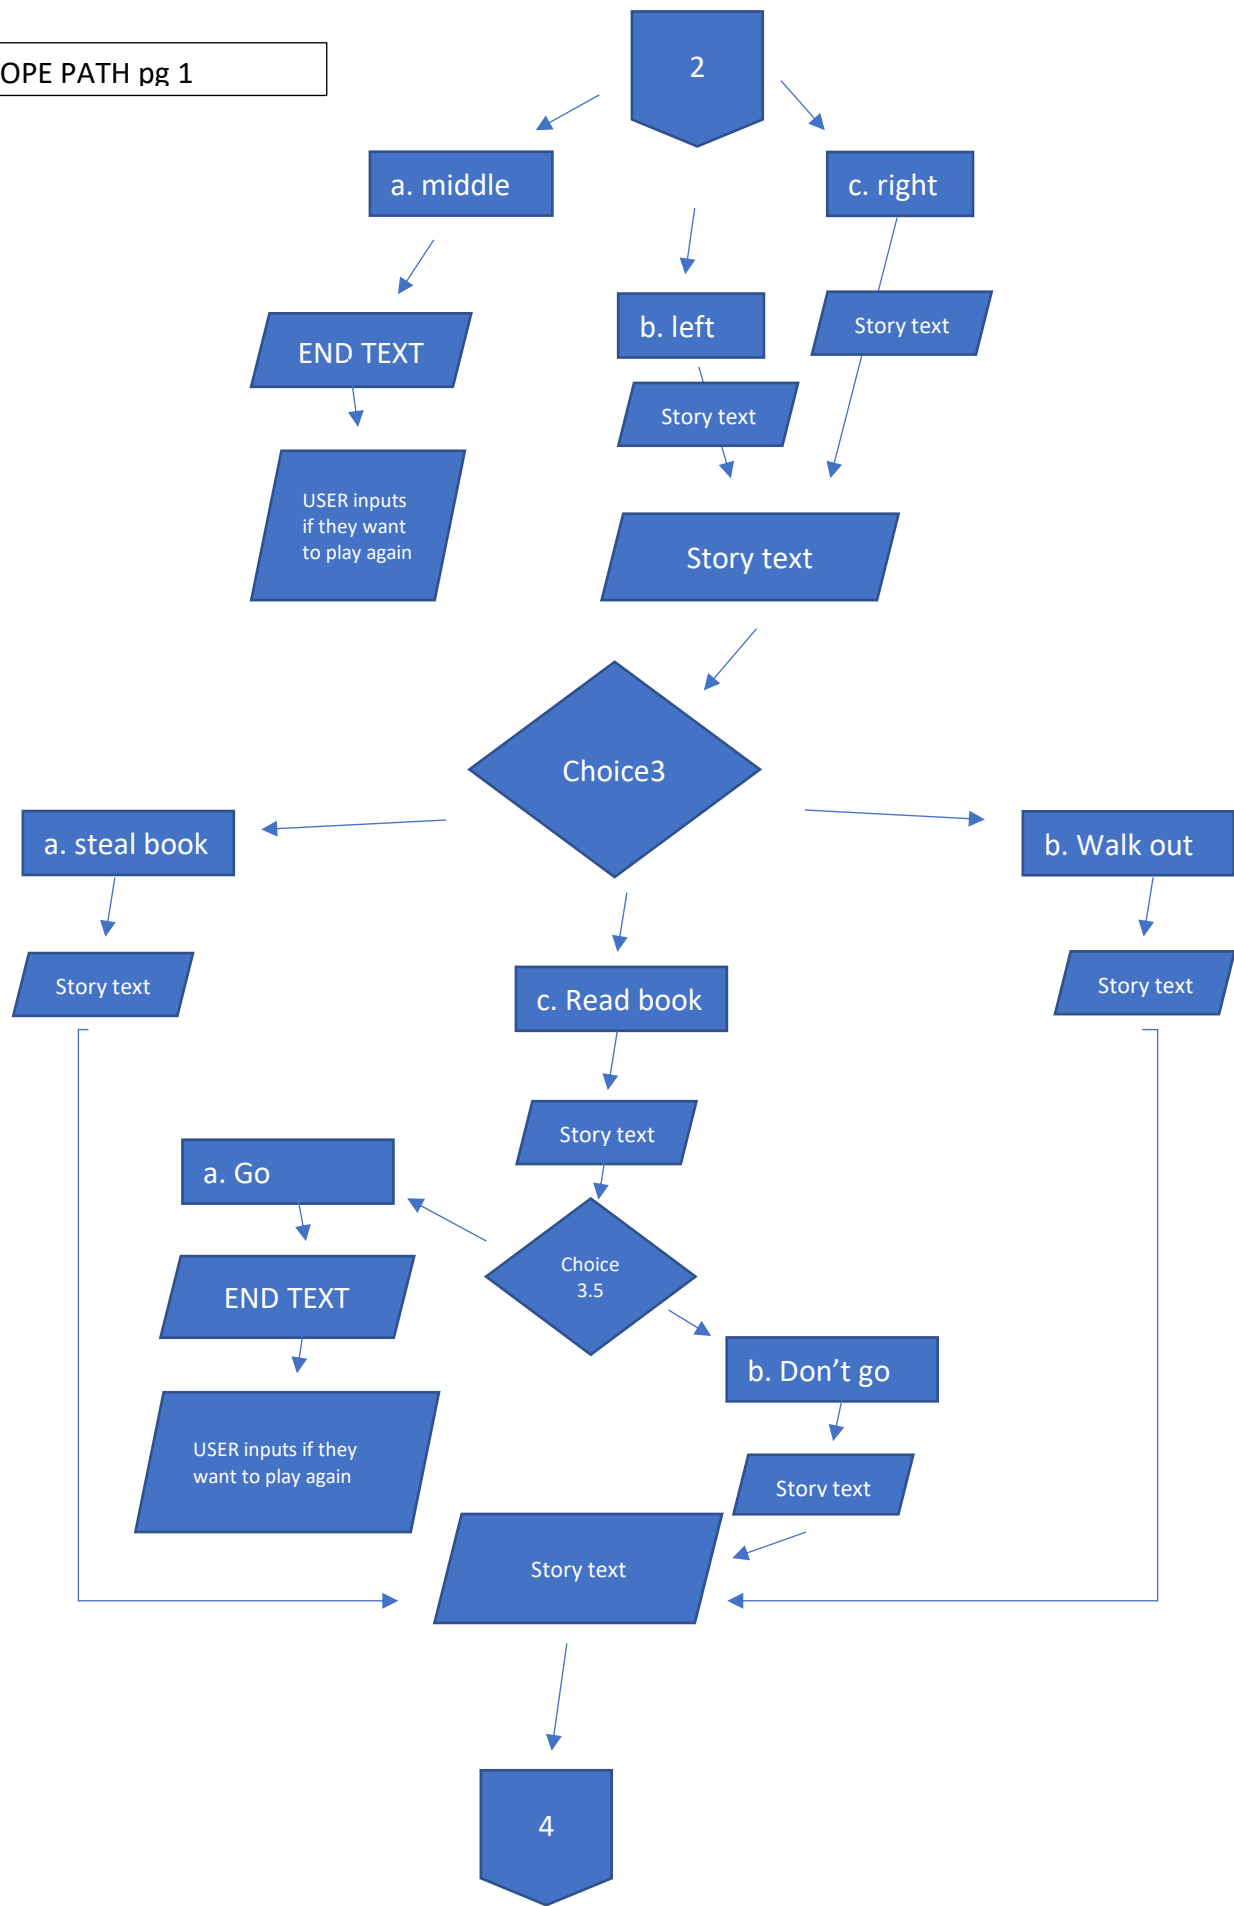 OPE PATH pg 1
2
a. middle
c. right
b. left
Story text
END TEXT
Story text
USER inputs
if they want
to play again
Story text
Choice3
a. steal book
b. Walk out
Story text
c. Read book
Story text
Story text
a. Go
Choice
3.5
END TEXT
b. Don’t go
USER inputs if they
want to play again
Story text
Story text
4